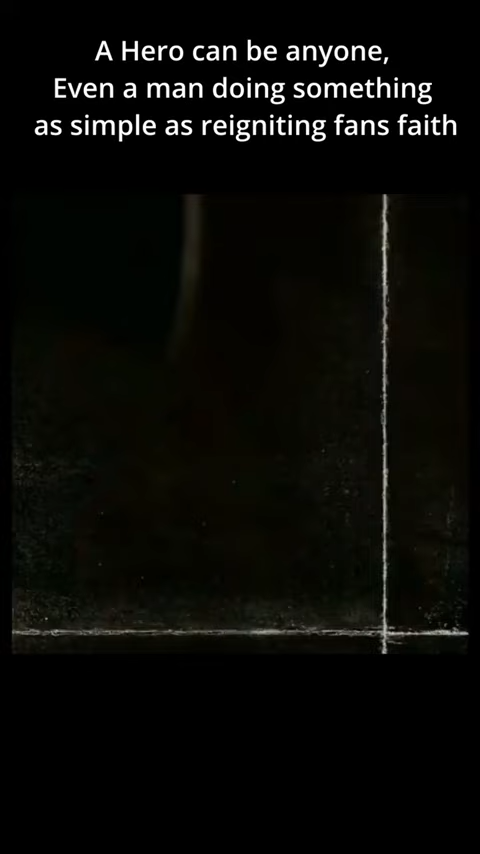 A Hero can be anyone,
Even a man doing something
as simple as reigniting fans faith